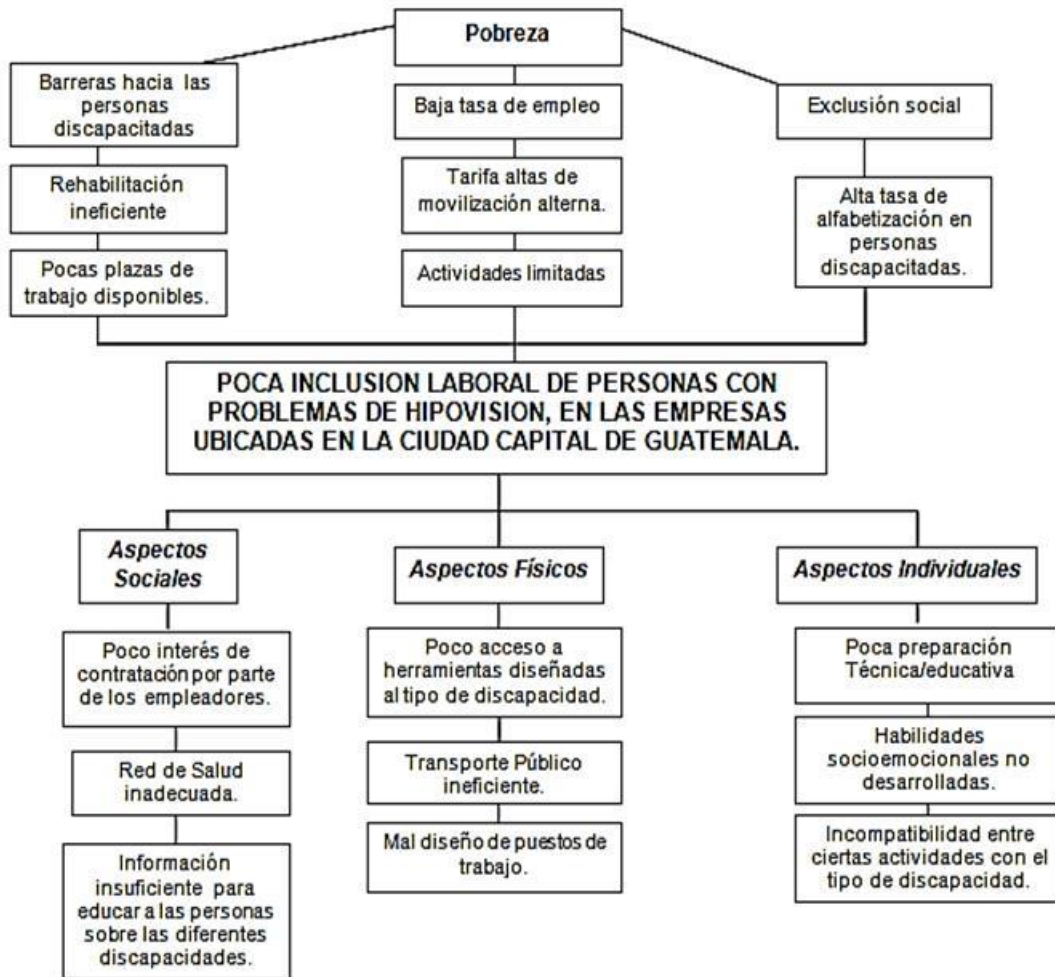 Pobreza
Barreras hacia las
personas
discapacitadas
Baja tasa de empleo
Exclusión social
Rehabilitación
ineficiente
Tarifa altas de
movilización alterna.
Alta tasa de
alfabetización en
personas
discapacitadas.
Pocas plazas de
trabajo disponibles.
Actividades limitadas
POCA INCLUSION LABORAL DE PERSONAS CON
PROBLEMAS DE HIPOVISION, EN LAS EMPRESAS
UBICADAS EN LA CIUDAD CAPITAL DE GUATEMALA.
Aspectos
Sociales
Aspectos Físicos
Aspectos Individuales
Poco interés de
contratación por parte
de los empleadores.
Poco acceso a
herramientas diseñadas
al tipo de discapacidad.
Poca preparación
Técnica/educativa
Red de Salud
inadecuada.
Transporte Público
ineficiente.
Habilidades
socioemocionales no
desarrolladas.
Información
insuficiente para
educar a las personas
sobre las diferentes
discapacidades.
Mal diseño de puestos de
trabajo.
Incompatibilidad entre
ciertas actividades con el
tipo de discapacidad.